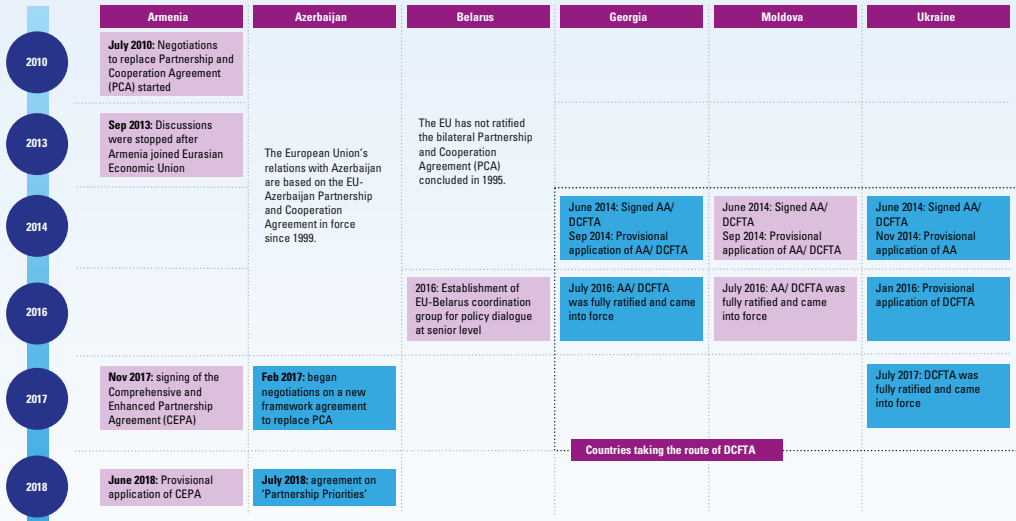 Armenia
Azerbaijan
Belarus
Georgia
Moldova
Ukraine
2010
July 2010: Negotiations
to replace Partnership and
Cooperation Agreement
(PCA) started
2013
Sep 2013: Discussions
were stopped after
Armenia joined Eurasian
Economic Union
The European Union's
relations with Azerbaijan
are based on the EU-
Azerbaijan Partnership
and Cooperation
Agreement in force
since 1999.
The EU has not ratified
the bilateral Partnership
and Cooperation
Agreement (PCA)
concluded in 1995.
2014
June 2014: Signed AA/
DCFTA
Sep 2014: Provisional
application of AA/ DCFTA
June 2014: Signed AA/
DCFTA
Sep 2014: Provisional
application of AA/ DCFTA
June 2014: Signed AA/
DCFTA
Nov 2014: Provisional
application of AA
2016
2016: Establishment of
EU-Belarus coordination
group for policy dialogue
at senior level
July 2016: AA/ DCFTA
was fully ratified and came
into force
July 2016: AA/ DCFTA was
fully ratified and came
into force
Jan 2016: Provisional
application of DCFTA
2017
Nov 2017: signing of the
Comprehensive and
Enhanced Partnership
Agreement (CEPA)
Feb 2017: began
negotiations on a new
framework agreement
to replace PCA
July 2017: DCFTA was
fully ratified and came
into force
Countries taking the route of DCFTA
2018
June 2018: Provisional
application of CEPA
July 2018: agreement on
'Partnership Priorities'